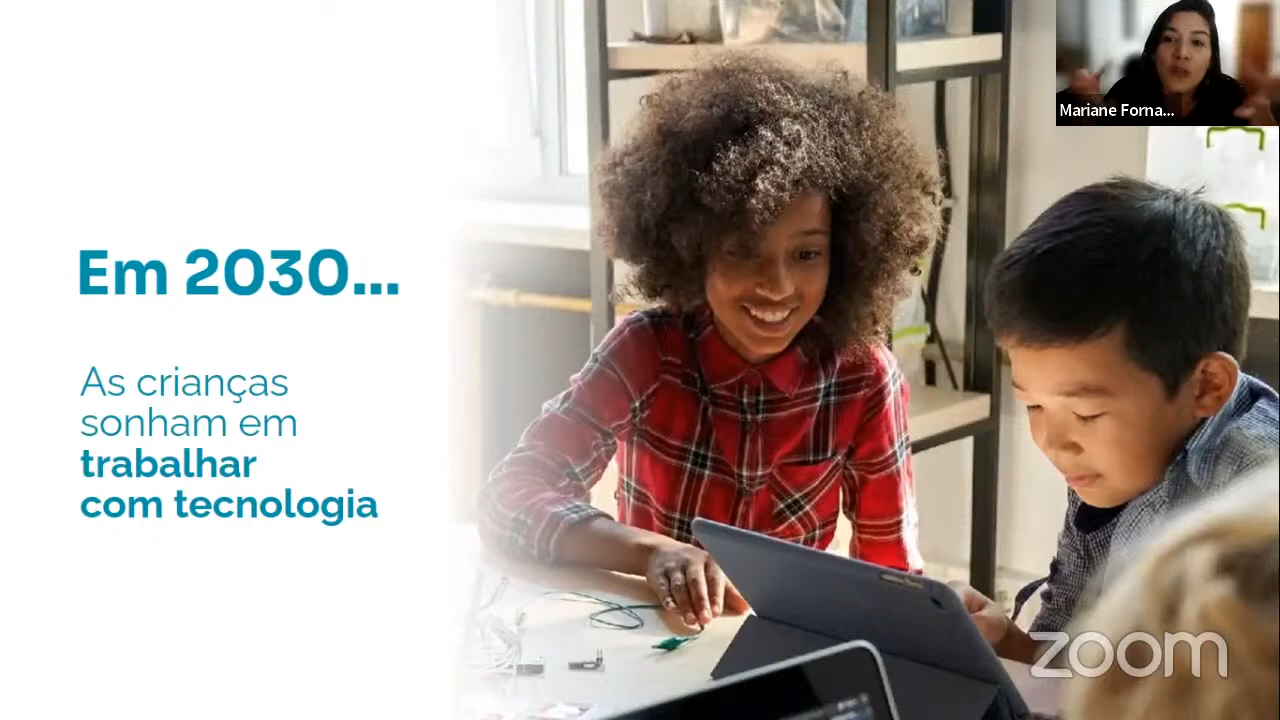 Mariane Forna...
Em 2030...
As crianças
sonham em
trabalhar
com tecnologia
zoom